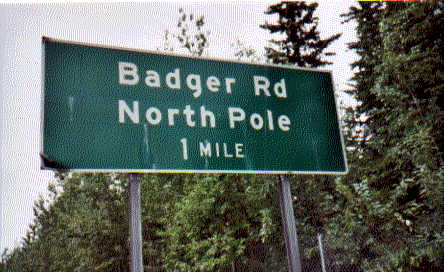 Badger Rd
North Pole
1 MILE